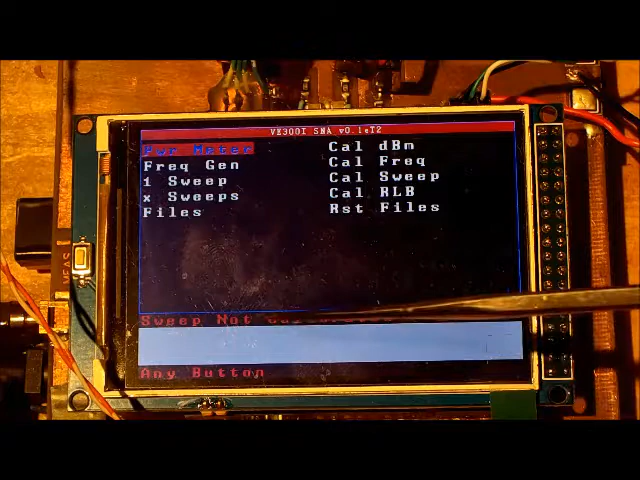 VE3OOI SNA v0.1eT2
Pwr Meter
Freq Gen
1 Sweep
x Sweeps
Files
Cal dBm
Cal Freq
Cal Sweep
Cal RLB
Rst Files
Sweep Not
Any Button